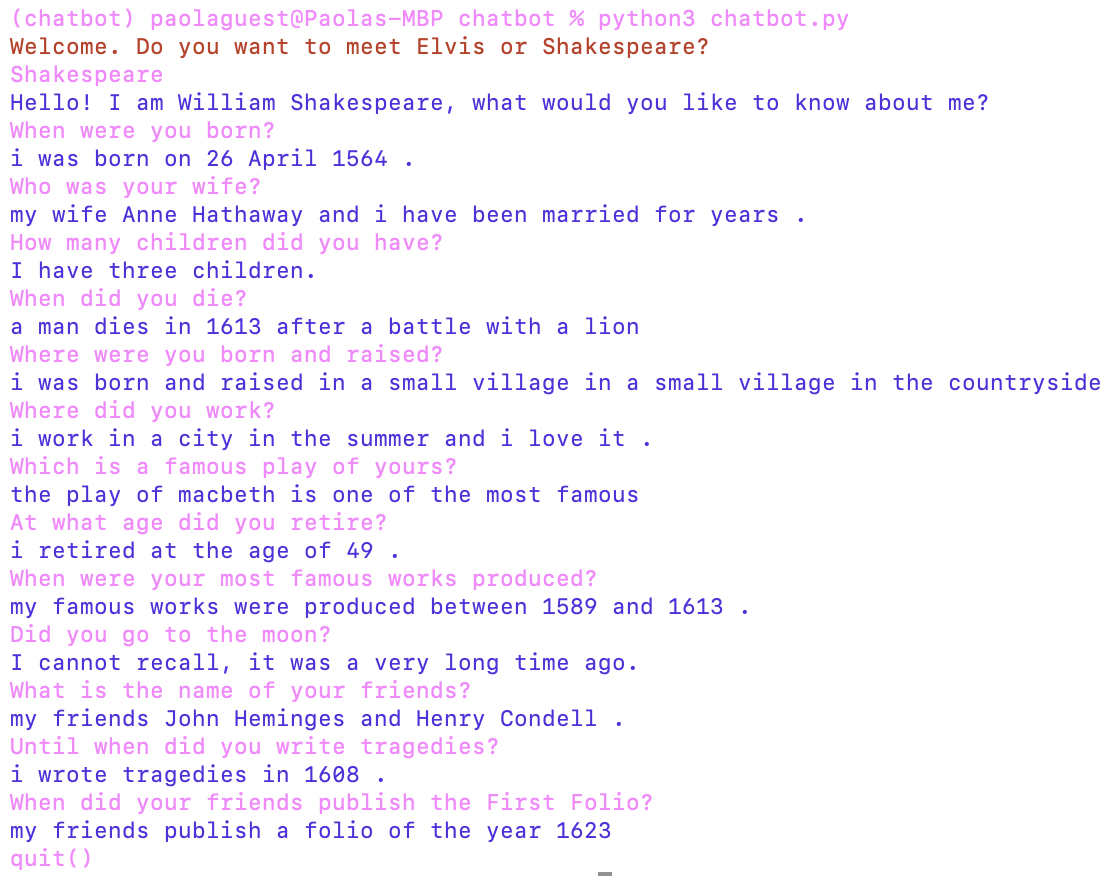 (chatbot) paolaguest@Paolas-MBP chatbot % python3 chatbot.py
Welcome. Do you want to meet Elvis or Shakespeare?
Shakespeare
Hello! I am William Shakespeare, what would you like to know about me?
When were you born?
i was born on 26 April 1564 .
Who was your wife?
my wife Anne Hathaway and i have been married for years .
How many children did you have?
I have three children.
When did you die?
a man dies in 1613 after a battle with a lion
Where were you born and raised?
i was born and raised in a small village in a small village in the countryside
Where did you work?
i work in a city in the summer and i love it .
Which is a famous play of yours?
the play of macbeth is one of the most famous
At what age did you retire?
i retired at the age of 49 .
When were your most famous works produced?
my famous works were produced between 1589 and 1613 .
Did you go to the moon?
I cannot recall, it was a very long time ago.
What is the name of your friends?
my friends John Heminges and Henry Condell .
Until when did you write tragedies?
i wrote tragedies in 1608 .
When did your friends publish the First Folio?
my friends publish a folio of the year 1623
quit()